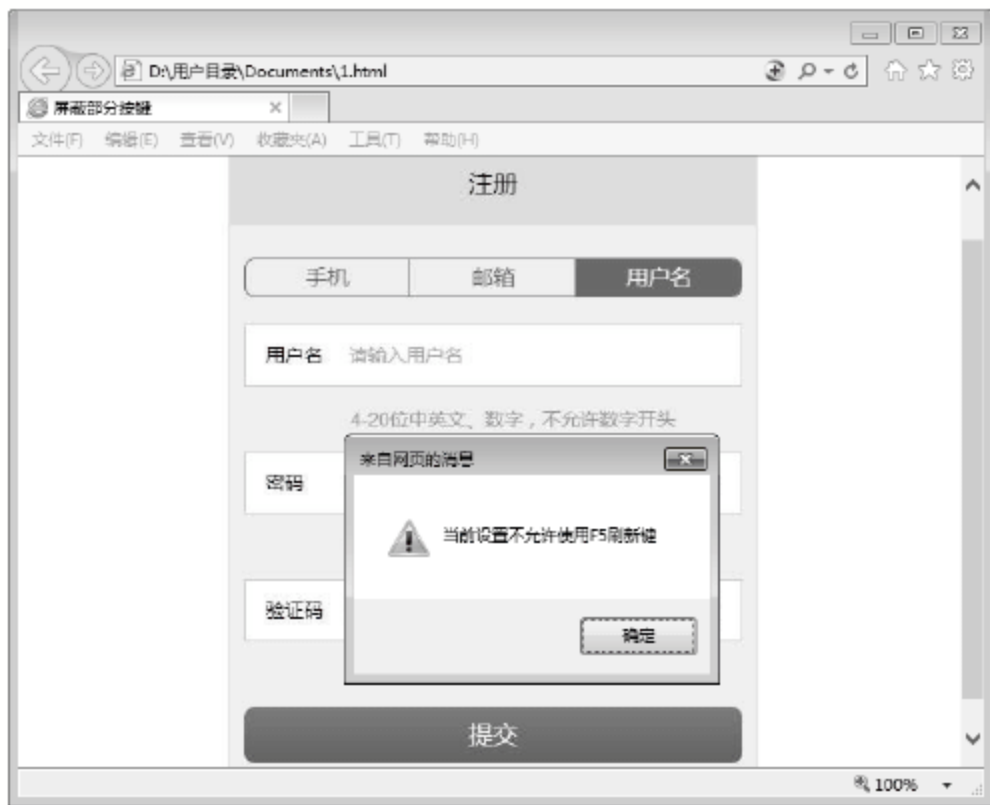 D:\用户目录\Documents\1.html
屏蔽部分按键
文件(F) 编辑(E) 查看(V) 收藏夹(A) 工具(T) 帮助(H)
注册
手机 邮箱 用户名
用户名 请输入用户名
4-20位中英文、数字，不允许数字开头
来自网页的消息
密码
当前设置不允许使用F5刷新键
验证码
确定
提交
100%